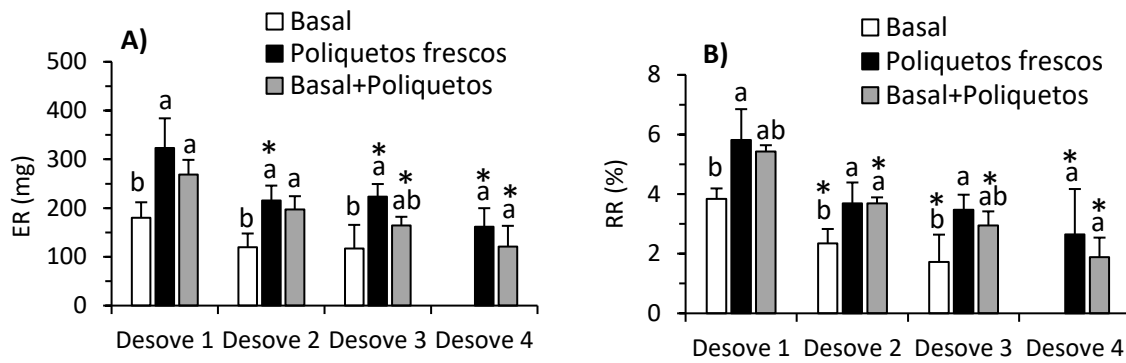 A)
Basal
Poliquetos frescos
Basal+Poliquetos
ER (mg)
500
400
300
200
100
0
b a a
b * a a
b * a * ab
* a * a
Desove 1 Desove 2 Desove 3 Desove 4
B)
Basal
Poliquetos frescos
Basal+Poliquetos
RR (%)
8
6
4
2
0
b a ab
* b a * a
* b a * ab
* a * a
Desove 1 Desove 2 Desove 3 Desove 4